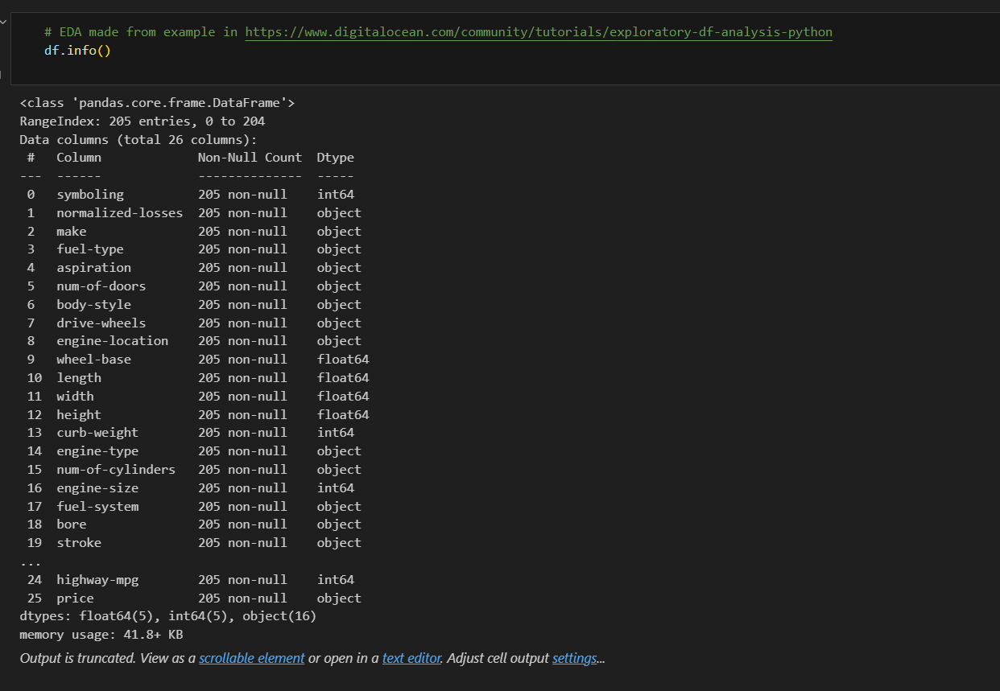 # EDA made from example in https://www.digitalocean.com/community/tutorials/exploratory-df-analysis-python
df.info()
<class 'pandas.core.frame.DataFrame'>
RangeIndex: 205 entries, 0 to 204
Data columns (total 26 columns):
 #   Column             Non-Null Count  Dtype
---  ------             --------------  -----
 0   symboling          205 non-null    int64
 1   normalized-losses  205 non-null    object
 2   make               205 non-null    object
 3   fuel-type          205 non-null    object
 4   aspiration         205 non-null    object
 5   num-of-doors       205 non-null    object
 6   body-style         205 non-null    object
 7   drive-wheels       205 non-null    object
 8   engine-location    205 non-null    object
 9   wheel-base         205 non-null    float64
 10  length             205 non-null    float64
 11  width              205 non-null    float64
 12  height             205 non-null    float64
 13  curb-weight        205 non-null    int64
 14  engine-type        205 non-null    object
 15  num-of-cylinders   205 non-null    object
 16  engine-size        205 non-null    int64
 17  fuel-system        205 non-null    object
 18  bore               205 non-null    object
 19  stroke             205 non-null    object
...
 24  highway-mpg        205 non-null    int64
 25  price              205 non-null    object
dtypes: float64(5), int64(5), object(16)
memory usage: 41.8+ KB
Output is truncated. View as a scrollable element or open in a text editor. Adjust cell output settings...